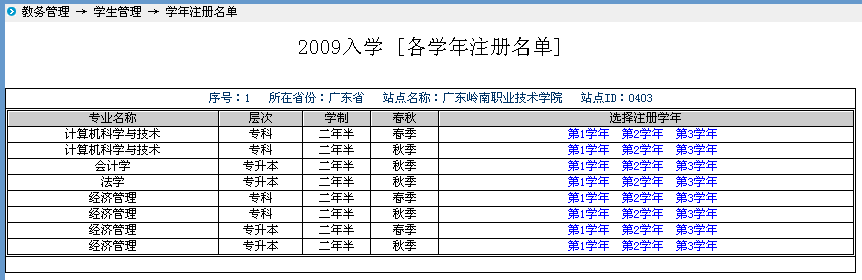 教务管理 → 学生管理 → 学年注册名单
2009入学 [各学年注册名单]
序号：1 所在省份：广东省 站点名称：广东岭南职业技术学院 站点ID：0403
专业名称 层次 学制 春秋 选择注册学年
计算机科学与技术 专科 二年半 春季 第1学年 第2学年 第3学年
计算机科学与技术 专科 二年半 秋季 第1学年 第2学年 第3学年
会计学 专升本 二年半 秋季 第1学年 第2学年 第3学年
法学 专升本 二年半 秋季 第1学年 第2学年 第3学年
经济管理 专科 二年半 春季 第1学年 第2学年 第3学年
经济管理 专科 二年半 秋季 第1学年 第2学年 第3学年
经济管理 专升本 二年半 春季 第1学年 第2学年 第3学年
经济管理 专升本 二年半 秋季 第1学年 第2学年 第3学年